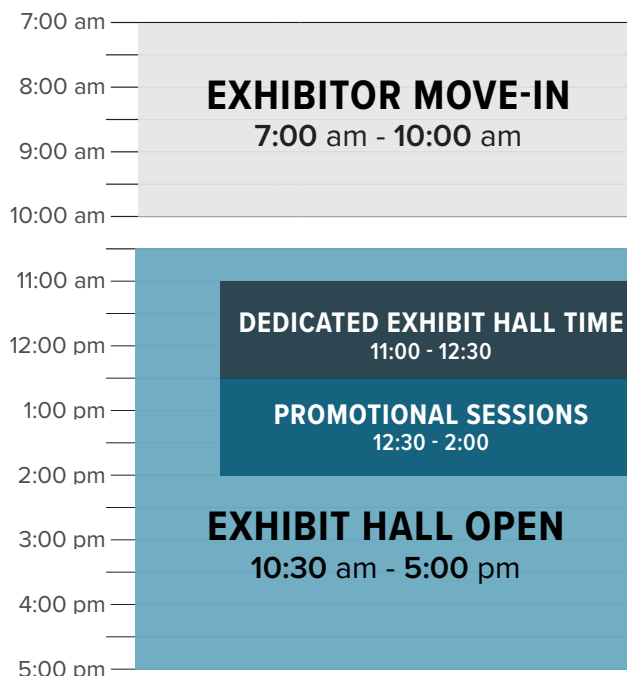 7:00 am
8:00 am
EXHIBITOR MOVE-IN
7:00 am - 10:00 am
9:00 am
10:00 am
11:00 am
DEDICATED EXHIBIT HALL TIME
11:00 - 12:30
12:00 pm
1:00 pm
PROMOTIONAL SESSIONS
12:30 - 2:00
2:00 pm
EXHIBIT HALL OPEN
3:00 pm
10:30 am - 5:00 pm
4:00 pm
5:00 pm